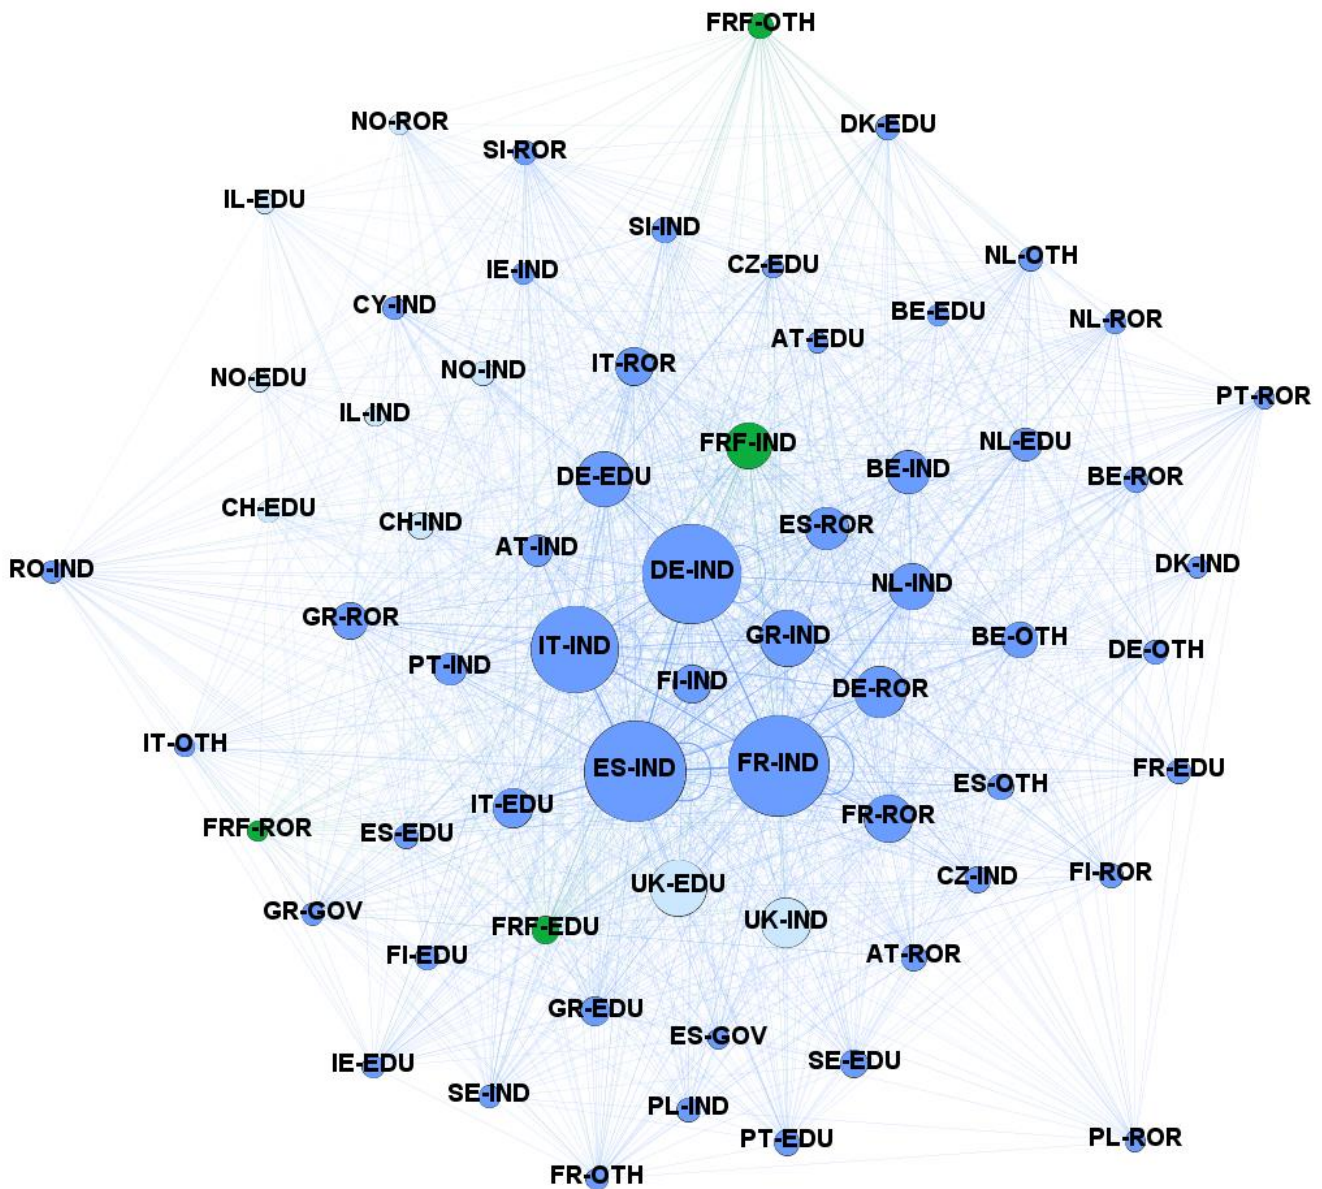 FRF-OTH
NO-ROR
DK-EDU
SI-ROR
IL-EDU
SI-IND
NL-OTH
CZ-EDU
IE-IND
CY-IND
BE-EDU
NL-ROR
AT-EDU
IT-ROR
NO-IND
NO-EDU
PT-ROR
IL-IND
FRF-IND
NL-EDU
BE-IND
DE-EDU
BE-ROR
CH-EDU
CH-IND
ES-ROR
AT-IND
DK-IND
RO-IND
DE-IND
NL-IND
GR-ROR
GR-IND
BE-OTH
IT-IND
DE-OTH
PT-IND
FI-IND
DE-ROR
IT-OTH
FR-IND
ES-IND
FR-EDU
ES-OTH
IT-EDU
FR-ROR
FRF-ROR
ES-EDU
FI-ROR
CZ-IND
UK-EDU
GR-GOV
UK-IND
FRF-EDU
FI-EDU
AT-ROR
GR-EDU
ES-GOV
IE-EDU
SE-EDU
SE-IND
PL-IND
PT-EDU
PL-ROR
FR-OTH